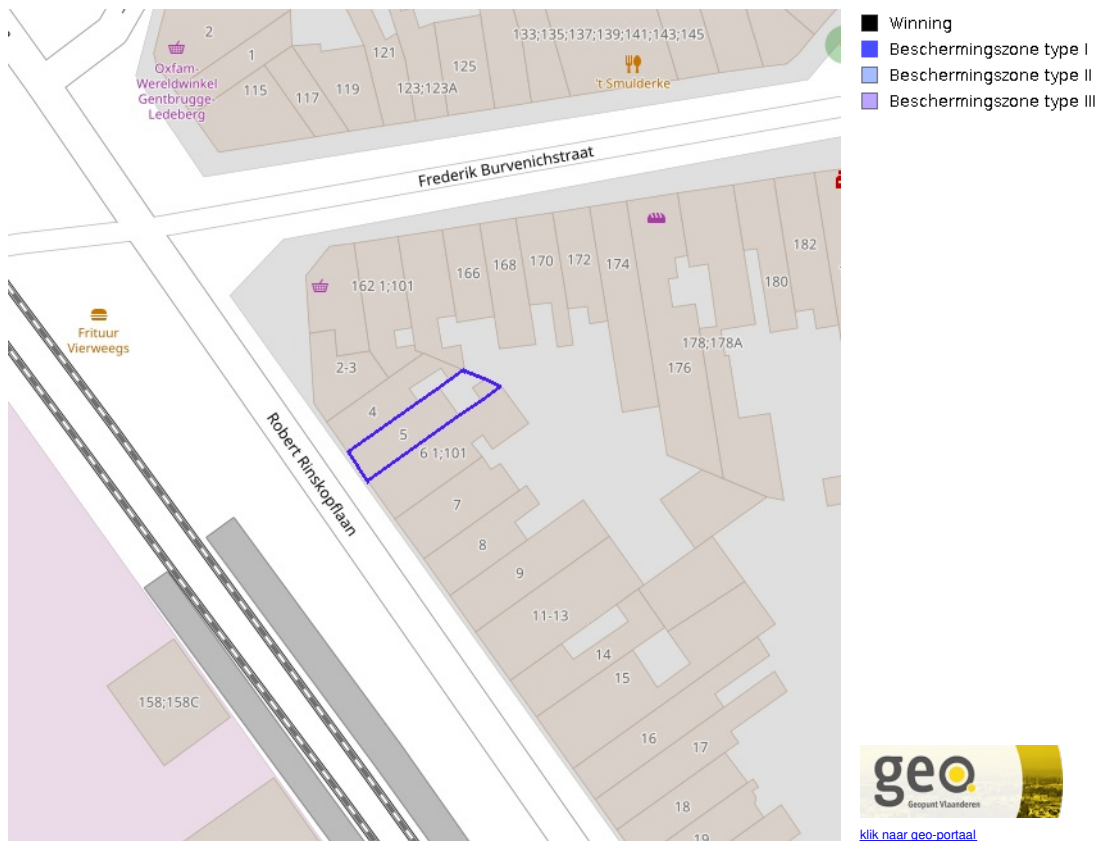 2
1
115
117
119
121
123;123A
125
133;135;137;139;141;143;145
't Smulderke
Oxfam-
Wereldwinkel
Gentbrugge-
Ledeberg
Frederik Burvenichstraat
162 1;101
166
168
170
172
174
176
178;178A
180
182
Frituur
Vierweegs
2-3
4
5
6 1;101
7
8
9
11-13
14
15
16
17
18
19
Robert Rinskopflaan
158;158C
Winning
Beschermingszone type I
Beschermingszone type II
Beschermingszone type III
geo.
Geopunt Vlaanderen
klik naar geo-portaal